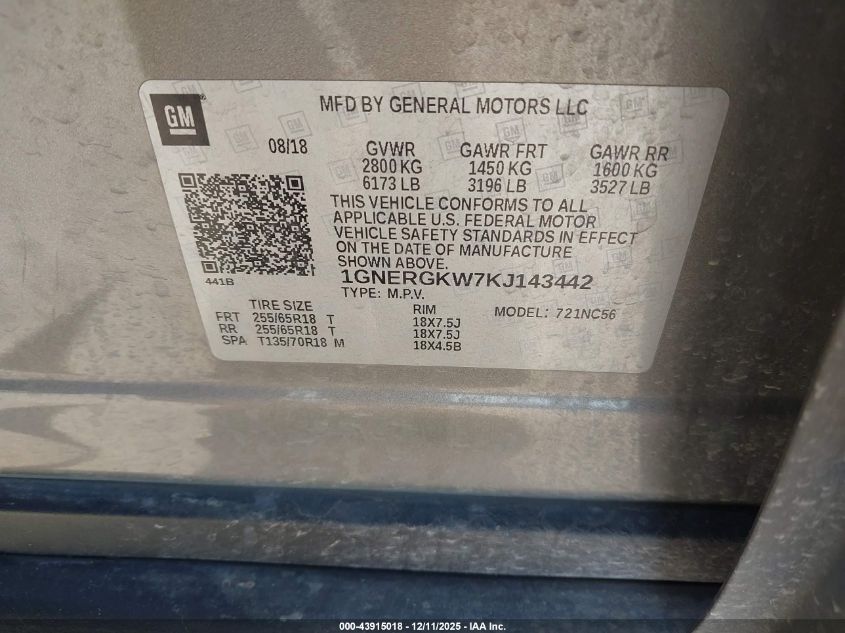 GM
MFD BY GENERAL MOTORS LLC
08/18 GVWR GAWR FRT GAWR RR
2800 KG 1450 KG 1600 KG
6173 LB 3196 LB 3527 LB
THIS VEHICLE CONFORMS TO ALL
APPLICABLE U.S. FEDERAL MOTOR
VEHICLE SAFETY STANDARDS IN EFFECT
ON THE DATE OF MANUFACTURE
SHOWN ABOVE.
441B
1GNERGKW7KJ143442
TYPE: M.P.V.
TIRE SIZE RIM MODEL: 721NC56
FRT 255/65R18 T 18X7.5J
RR 255/65R18 T 18X7.5J
SPA T135/70R18 M 18X4.5B
000-43915018 - 12/11/2025 - IAA Inc.